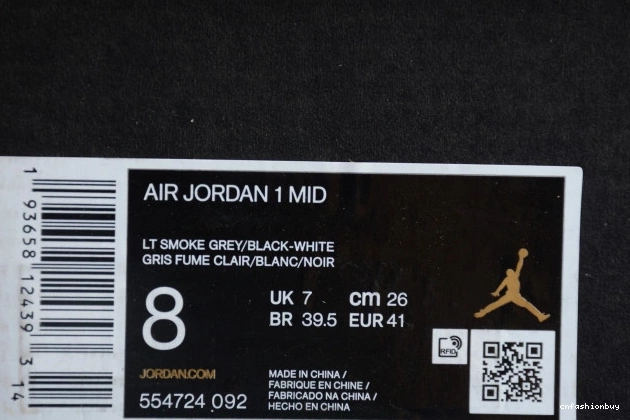 AIR JORDAN 1 MID
LT SMOKE GREY/BLACK-WHITE
GRIS FUME CLAIR/BLANC/NOIR
8
UK 7 cm 26
BR 39.5 EUR 41
RFID
JORDAN.COM
554724 092
MADE IN CHINA /
FABRIQUE EN CHINE /
FABRICADO NA CHINA /
HECHO EN CHINA
1 93658 12439 3 14
cnfashionbuy